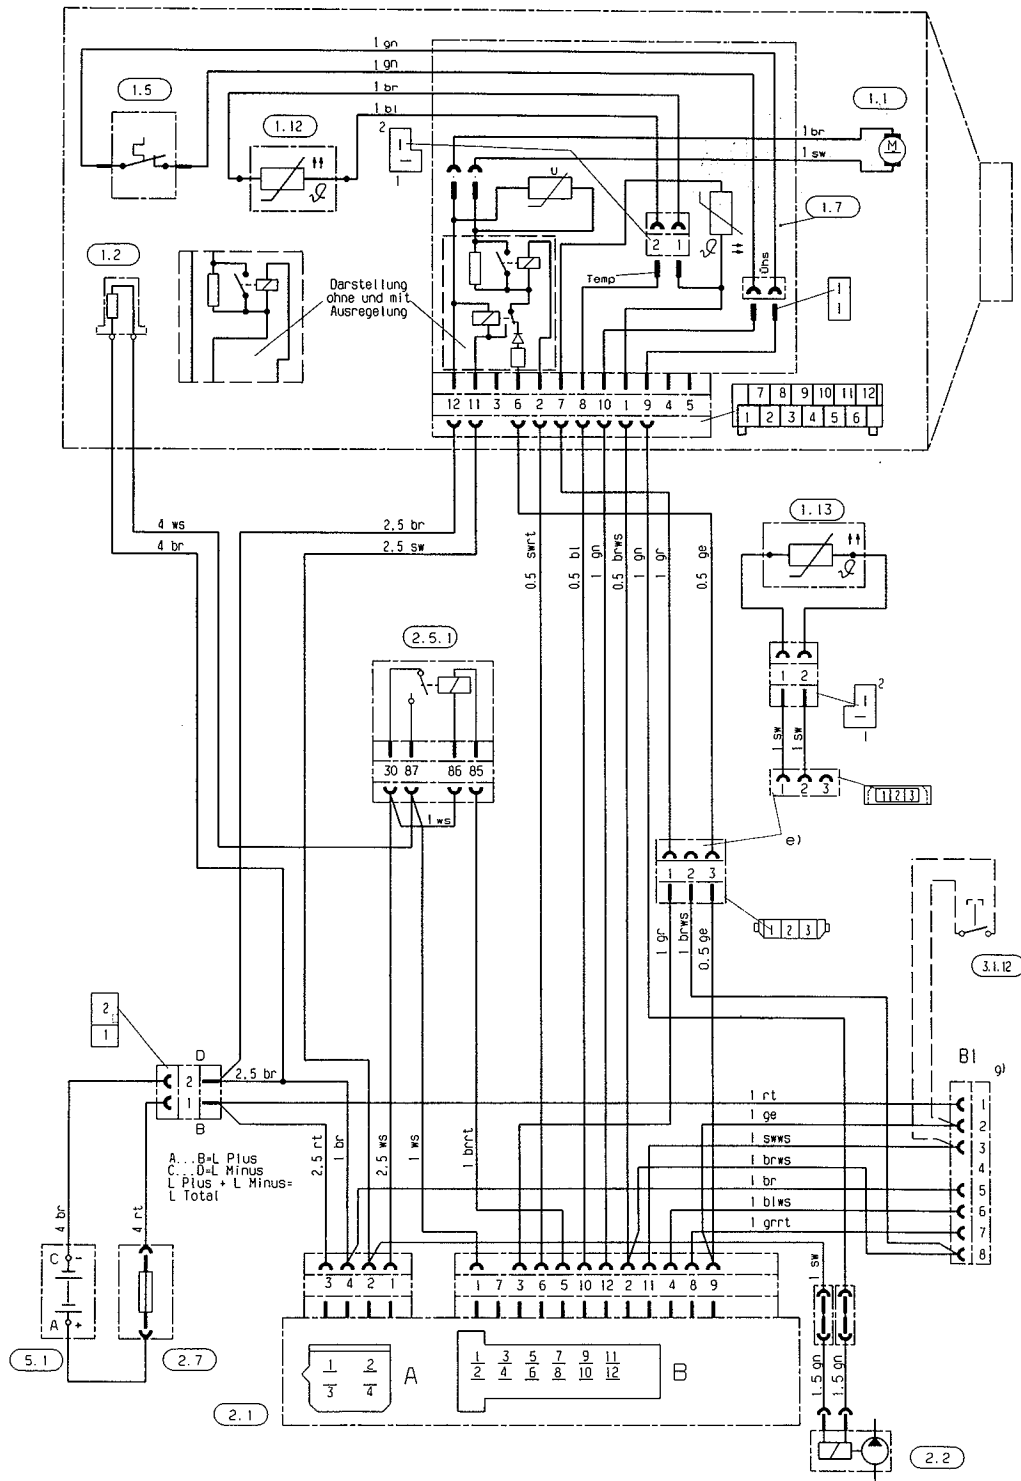 1 gn
1 gn
1 br
1 bl
1.5
1.12
2
1
1.1
1 br
1 sw
M
U
1.7
1.2
2 1
Temp
Ühs
Darstellung
ohne und mit
Ausregelung
12 11 3 6 2 7 8 10 1 9 4 5
7 8 9 10 11 12
1 2 3 4 5 6
4 ws
4 br
2.5 br
2.5 sw
0.5 swrt
0.5 bl
1 gn
0.5 brws
1 gn
1 gr
0.5 ge
1.13
ϑ
2.5.1
1 2
2
1
1 sw
1 sw
30 87 86 85
1 ws
1 2 3
1 2 3
e)
1 2 3
1 2 3
1 gr
1 brws
0.5 ge
3.1.12
2
1
D
2
1
B
2.5 br
B1
g)
1 rt
1 ge
1 swws
1 brws
1 br
1 blws
1 grrt
1
2
3
4
5
6
7
8
A...B=L Plus
C...D=L Minus
L Plus + L Minus=
L Total
2.5 rt
1 br
2.5 ws
1 ws
1 brrt
4 br
4 rt
C -
A +
5.1
2.7
3 4 2 1
1 7 3 6 5 10 12 2 11 4 8 9
1 sw
1 2
3 4
A
1 3 5 7 9 11
2 4 6 8 10 12
B
2.1
1.5 gn
1.5 gn
2.2